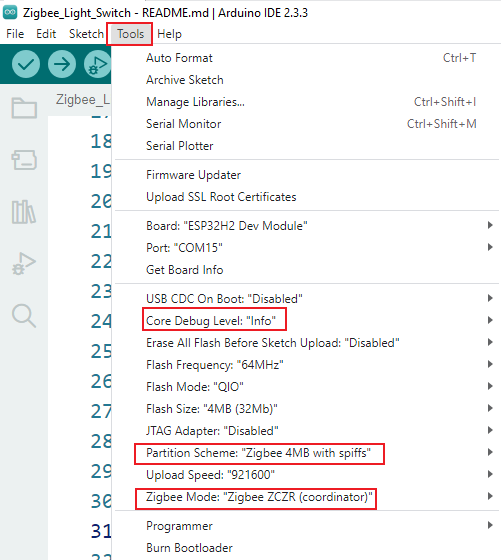 Zigbee_Light_Switch - README.md | Arduino IDE 2.3.3
File Edit Sketch Tools Help
Auto Format Ctrl+T
Archive Sketch
Manage Libraries... Ctrl+Shift+I
Serial Monitor Ctrl+Shift+M
Serial Plotter
Firmware Updater
Upload SSL Root Certificates
Board: "ESP32H2 Dev Module"
Port: "COM15"
Get Board Info
USB CDC On Boot: "Disabled"
Core Debug Level: "Info"
Erase All Flash Before Sketch Upload: "Disabled"
Flash Frequency: "64MHz"
Flash Mode: "QIO"
Flash Size: "4MB (32Mb)"
JTAG Adapter: "Disabled"
Partition Scheme: "Zigbee 4MB with spiffs"
Upload Speed: "921600"
Zigbee Mode: "Zigbee ZCZR (coordinator)"
Programmer
Burn Bootloader
Zigbee_L
17
18
19
20
21
22
23
24
25
26
27
28
29
30
31
32